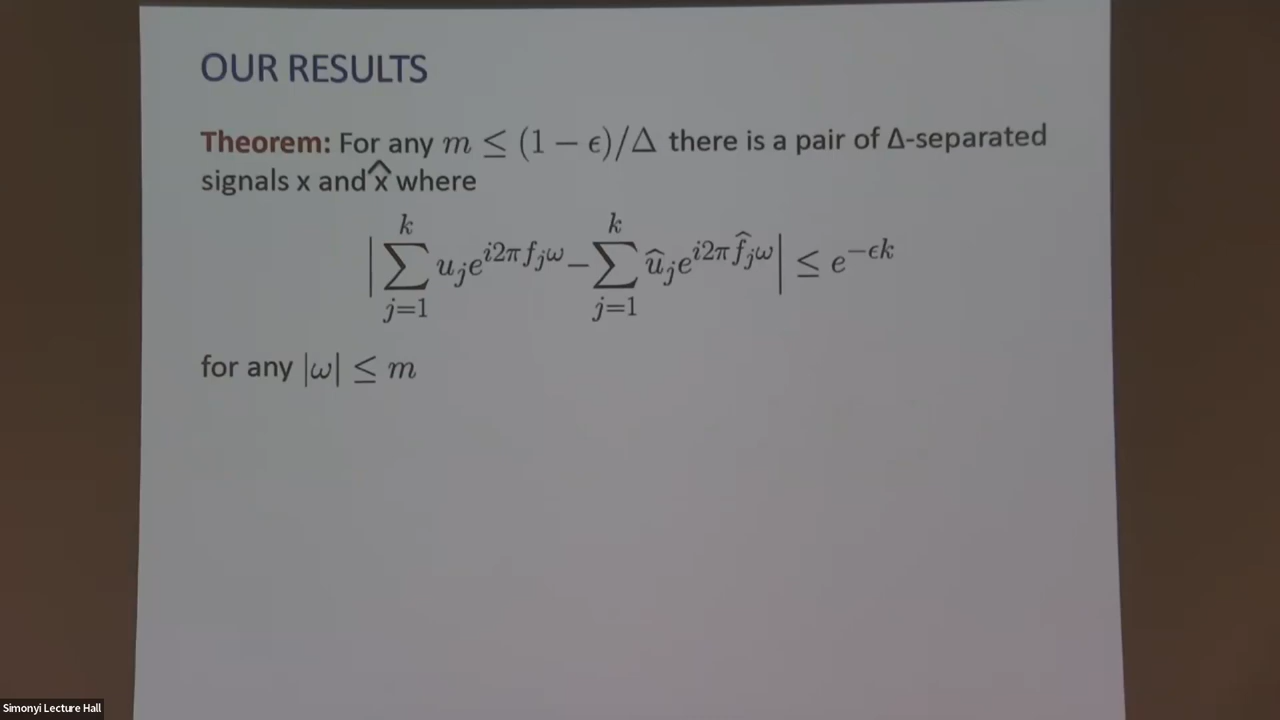 OUR RESULTS
Theorem: For any m ≤ (1 − ϵ)/Δ there is a pair of Δ-separated
signals x and x̂ where
|∑_{j=1}^{k} u_j e^{i2πf_jω} − ∑_{j=1}^{k} û_j e^{i2πf̂_jω}| ≤ e^{−ϵk}
for any |ω| ≤ m
Simonyi Lecture Hall